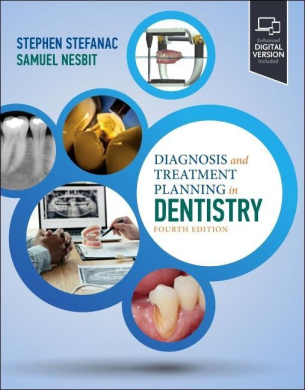 STEPHEN STEFANAC
SAMUEL NESBIT
Enhanced
DIGITAL
VERSION
Included
DIAGNOSIS and
TREATMENT
PLANNING in
DENTISTRY
FOURTH EDITION